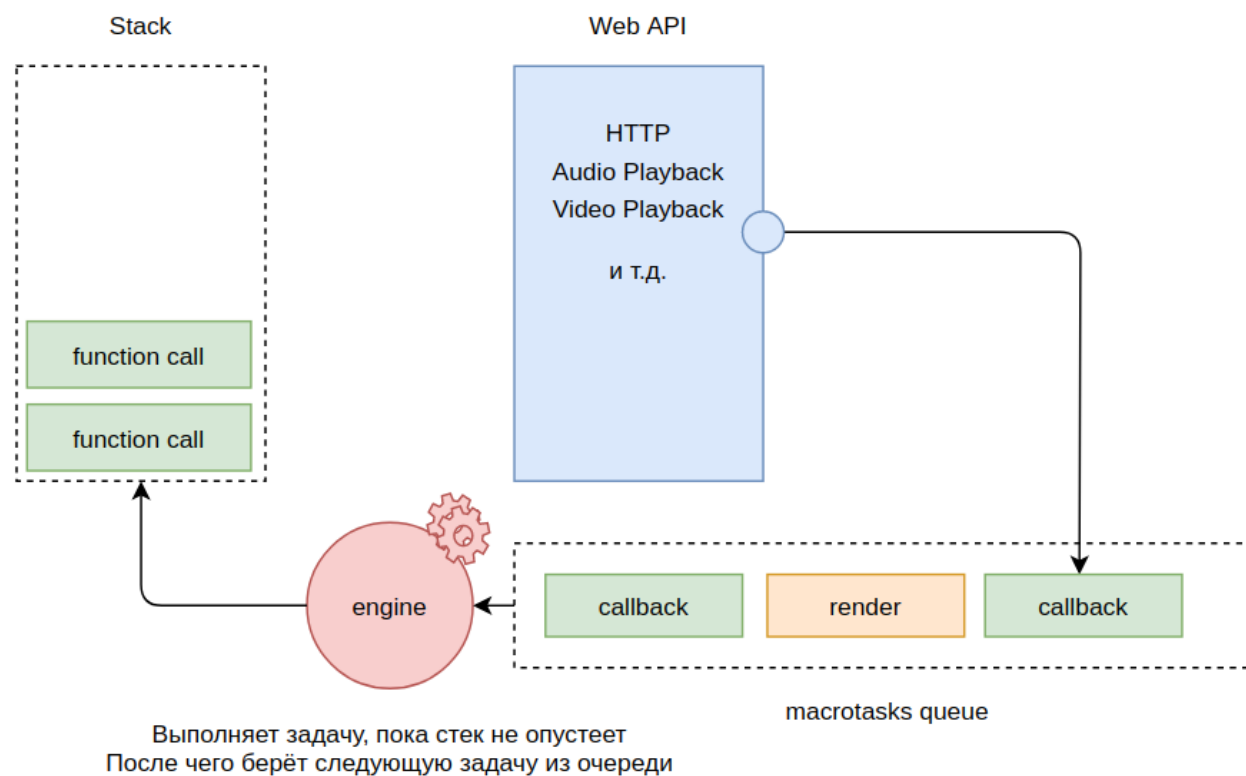 Stack
Web API
HTTP
Audio Playback
Video Playback
и т.д.
function call
function call
engine
callback
render
callback
macrotasks queue
Выполняет задачу, пока стек не опустеет
После чего берёт следующую задачу из очереди